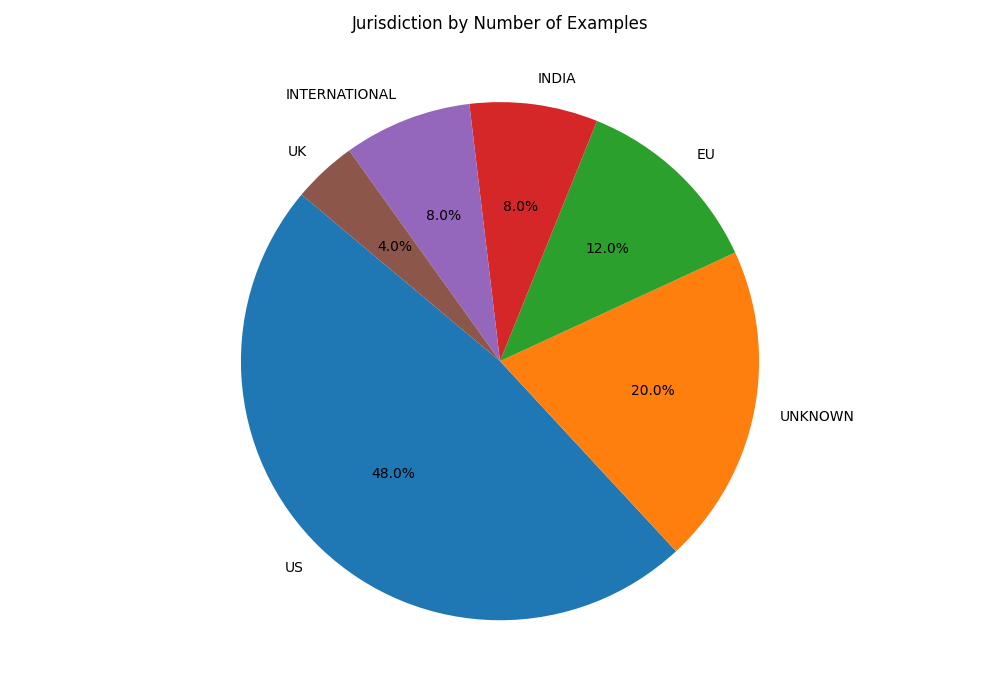 Jurisdiction by Number of Examples
INDIA
INTERNATIONAL
UK
EU
8.0%
8.0%
4.0%
12.0%
20.0%
UNKNOWN
48.0%
US